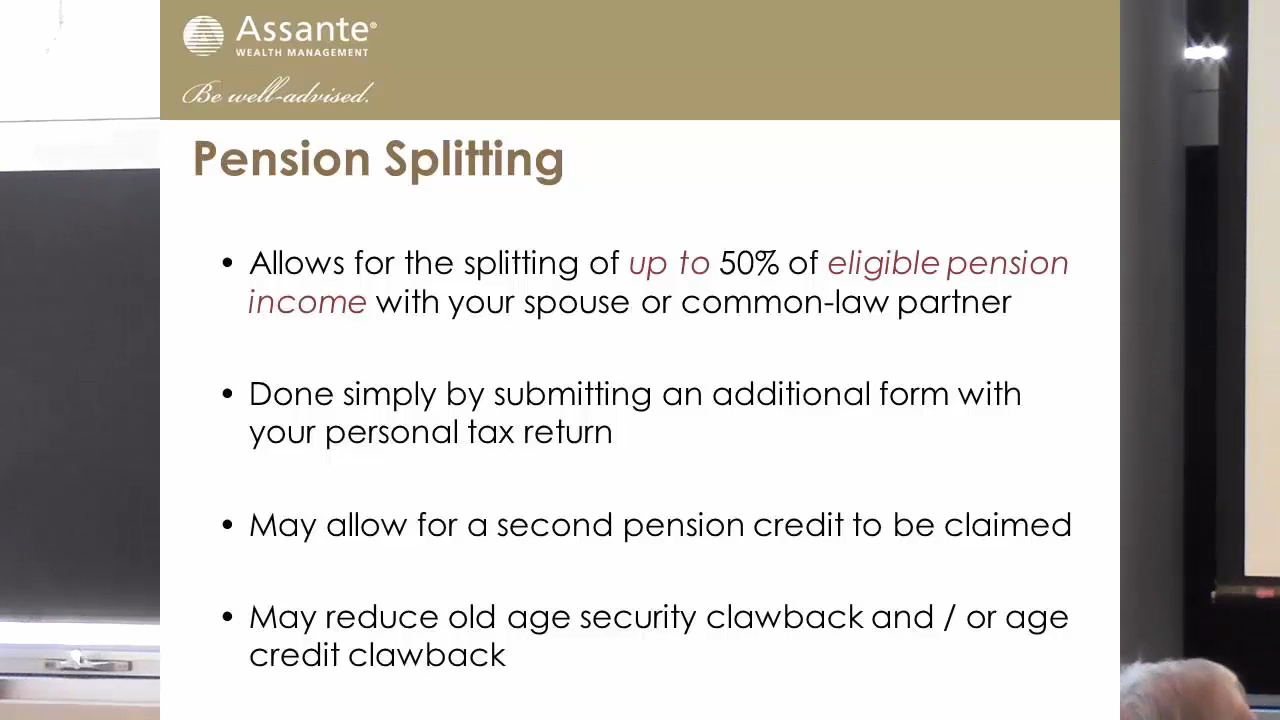 Assante®
WEALTH MANAGEMENT
Be well-advised.
Pension Splitting
• Allows for the splitting of up to 50% of eligible pension
income with your spouse or common-law partner
• Done simply by submitting an additional form with
your personal tax return
• May allow for a second pension credit to be claimed
• May reduce old age security clawback and / or age
credit clawback